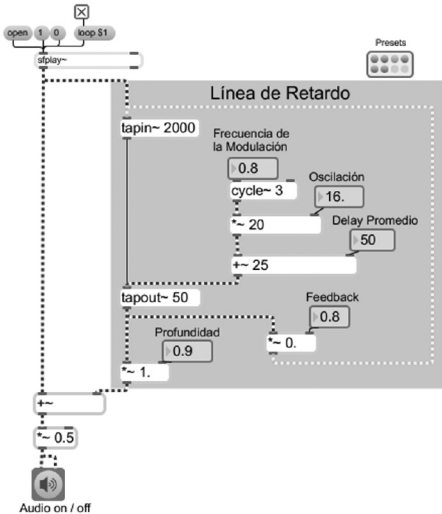 open
1
0
loop $1
sfplay~
Presets
Línea de Retardo
tapin~ 2000
Frecuencia de
la Modulación
0.8
cycle~ 3
Oscilación
16.
*~ 20
Delay Promedio
50
+~ 25
tapout~ 50
Feedback
0.8
Profundidad
0.9
*~ 0.
*~ 1.
+~
*~ 0.5
Audio on / off